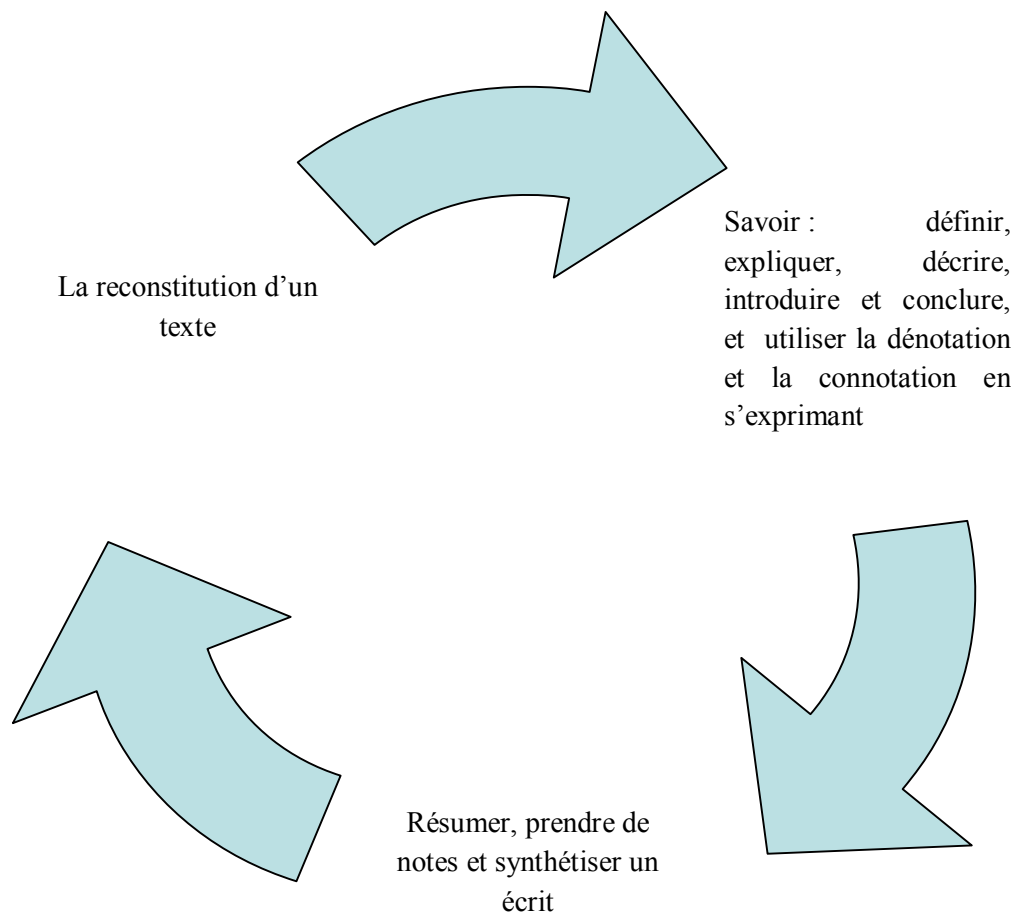 La reconstitution d’un
texte
Savoir : définir,
expliquer, décrire,
introduire et conclure,
et utiliser la dénotation
et la connotation en
s’exprimant
Résumer, prendre de
notes et synthétiser un
écrit